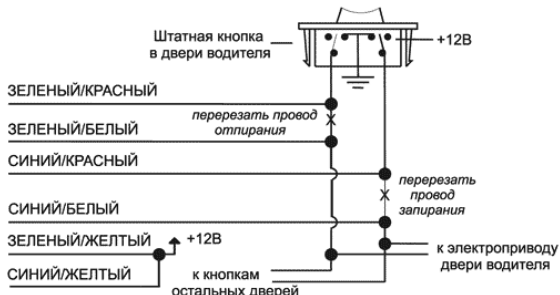 Штатная кнопка
в двери водителя
+12В
ЗЕЛЕНЫЙ/КРАСНЫЙ
перерезать провод
отпирания
ЗЕЛЕНЫЙ/БЕЛЫЙ
СИНИЙ/КРАСНЫЙ
перерезать
провод
запирания
СИНИЙ/БЕЛЫЙ
ЗЕЛЕНЫЙ/ЖЕЛТЫЙ
+12В
к электроприводу
двери водителя
СИНИЙ/ЖЕЛТЫЙ
к кнопкам
остальных дверей